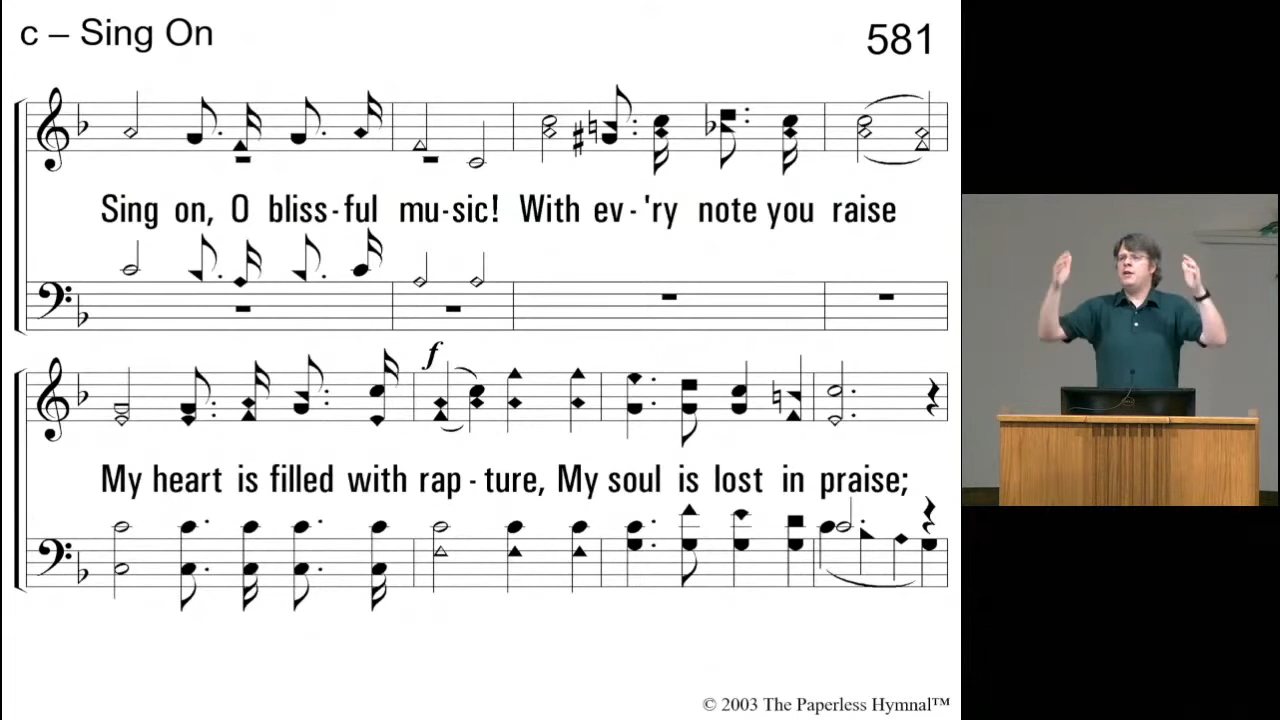 c – Sing On
581
Sing on, O bliss-ful mu-sic! With ev-'ry note you raise
f
My heart is filled with rap-ture, My soul is lost in praise;
© 2003 The Paperless Hymnal™